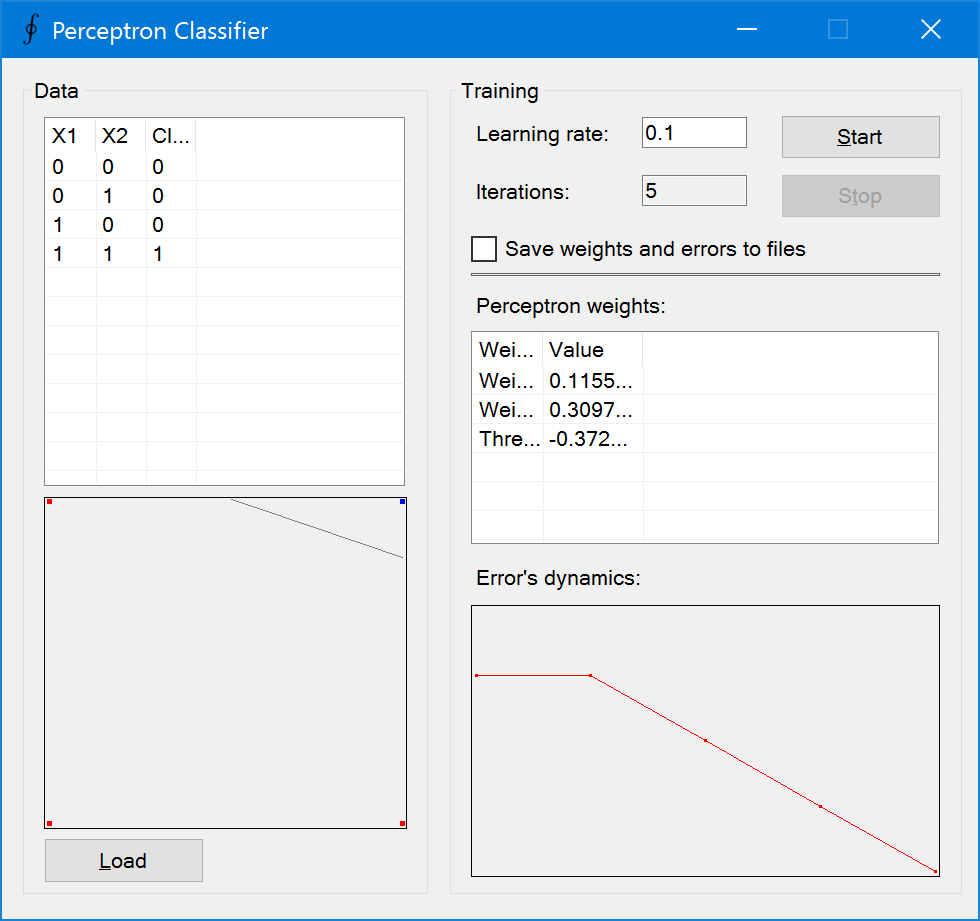 Perceptron Classifier
Data
X1 X2 Cl...
0 0 0
0 1 0
1 0 0
1 1 1
Load
Training
Learning rate: 0.1 Start
Iterations: 5 Stop
Save weights and errors to files
Perceptron weights:
Wei... Value
Wei... 0.1155...
Wei... 0.3097...
Thre... -0.372...
Error's dynamics: